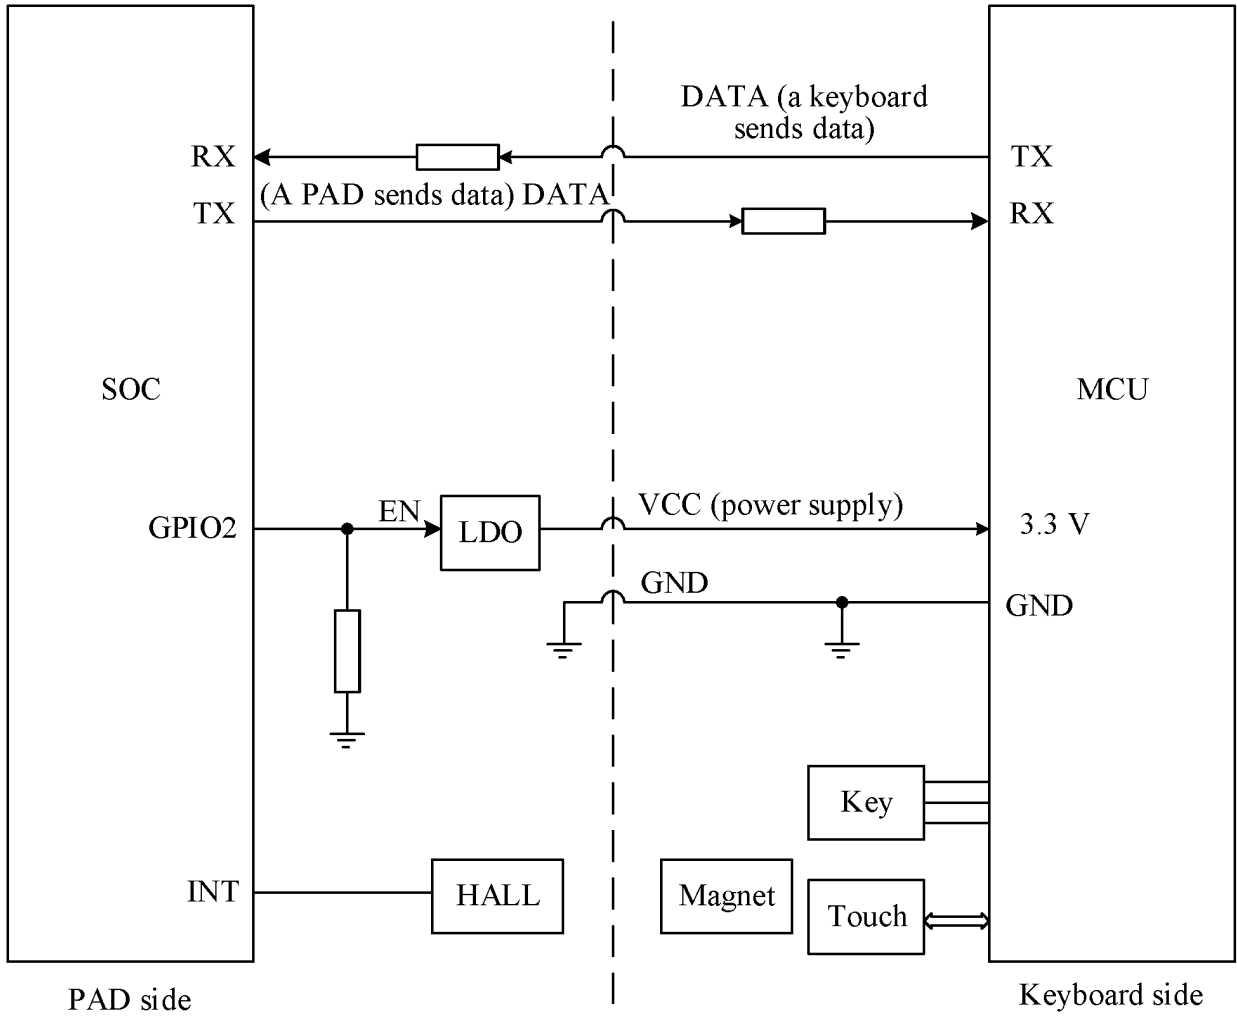 DATA (a keyboard
sends data)
RX
TX
(A PAD sends data) DATA
TX
RX
SOC
MCU
EN
VCC (power supply)
GPIO2
LDO
3.3 V
GND
GND
Key
INT
HALL
Magnet
Touch
PAD side
Keyboard side